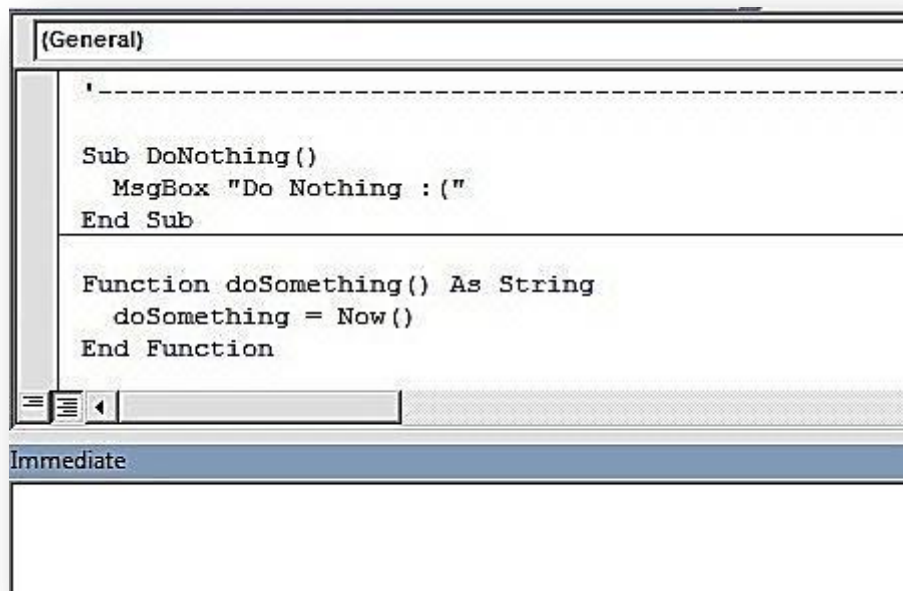 (General)
'---------------------------------------------------
Sub DoNothing()
  MsgBox "Do Nothing :("
End Sub
Function doSomething() As String
  doSomething = Now()
End Function
Immediate